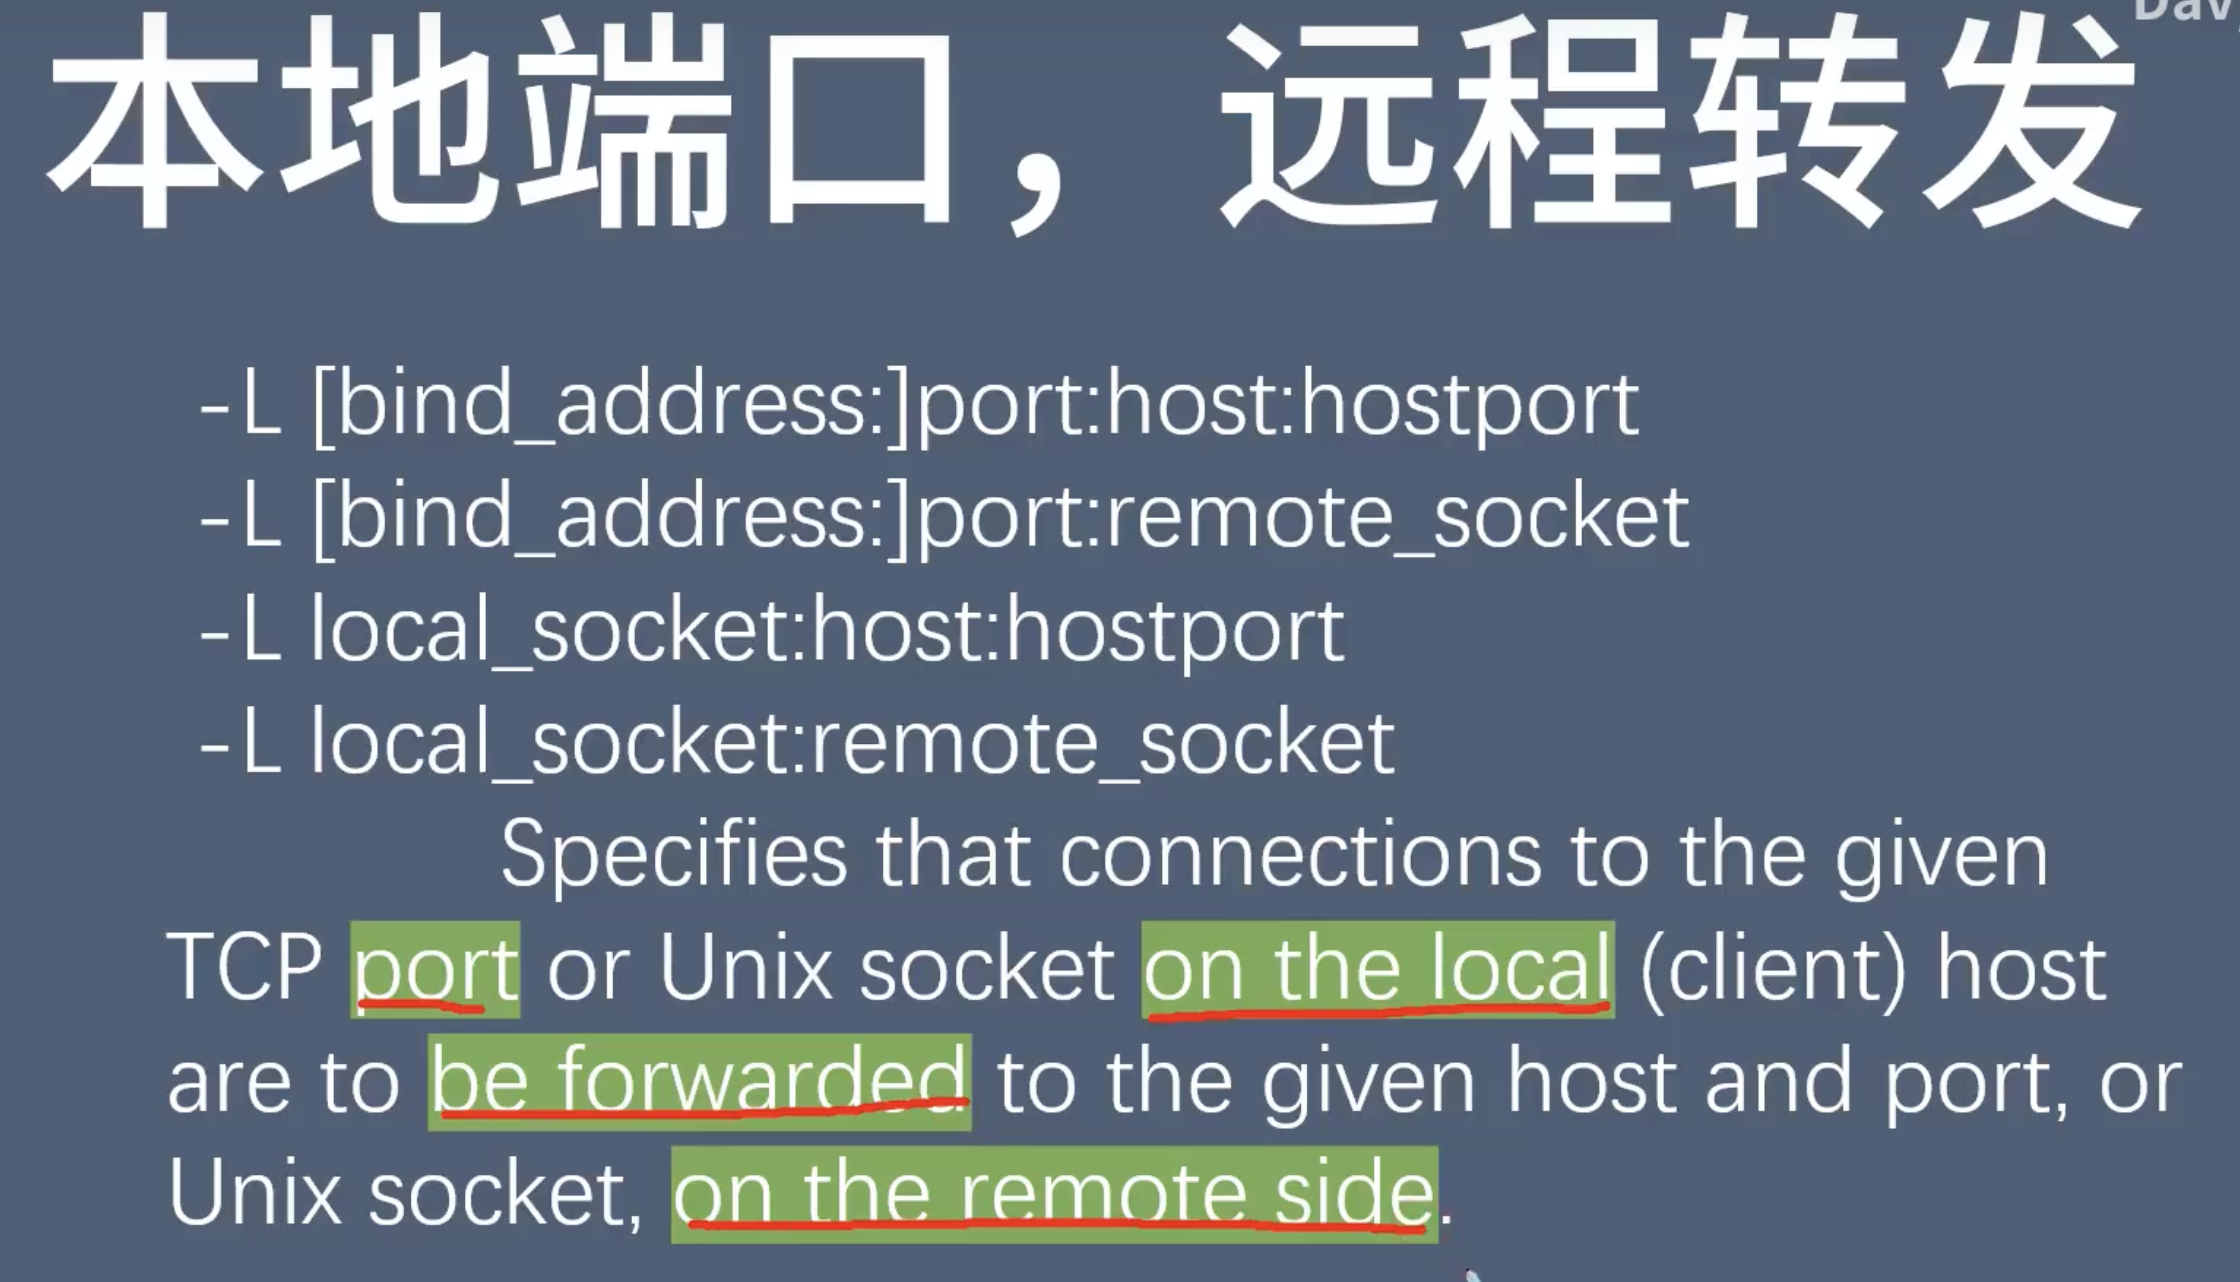 本地端口，远程转发
-L [bind_address:]port:host:hostport
-L [bind_address:]port:remote_socket
-L local_socket:host:hostport
-L local_socket:remote_socket
Specifies that connections to the given
TCP port or Unix socket on the local (client) host
are to be forwarded to the given host and port, or
Unix socket, on the remote side.